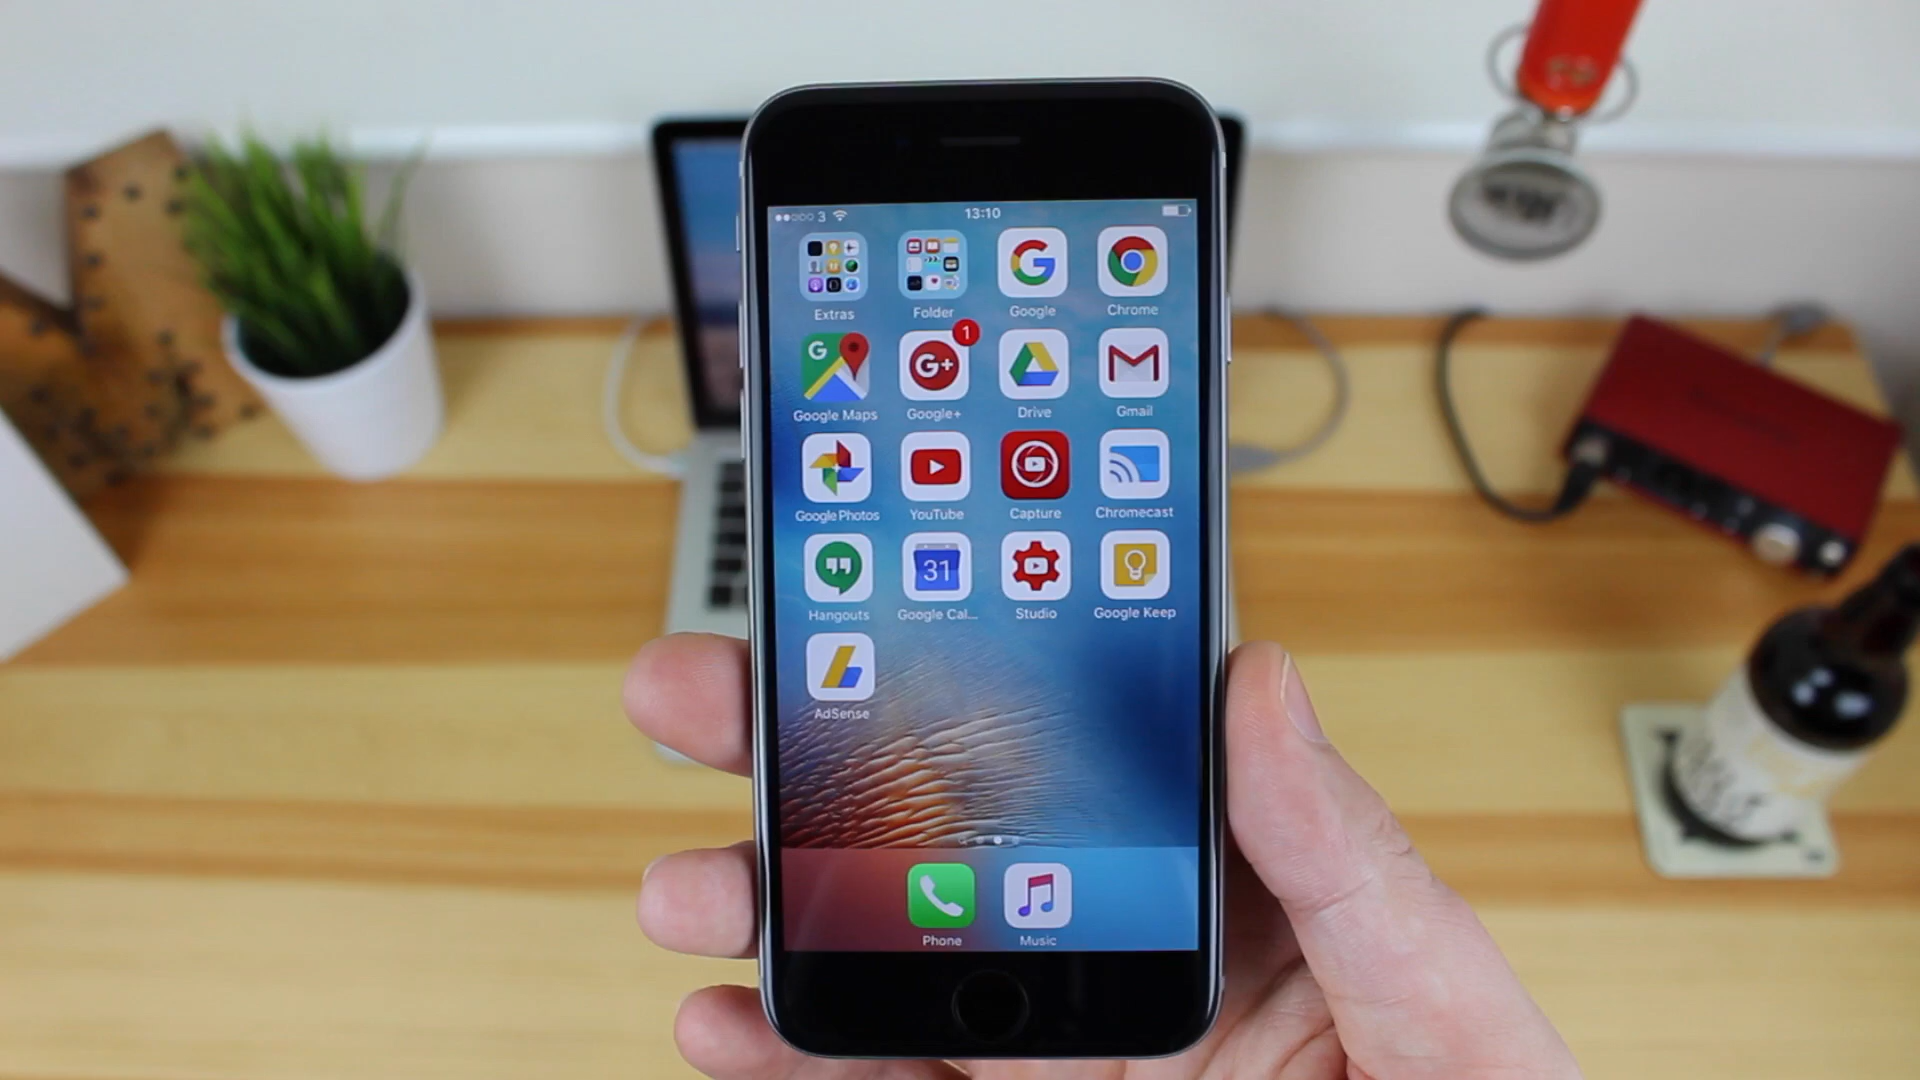 3 13:10
Extras Folder Google Chrome
1
Google Maps Google+ Drive Gmail
Google Photos YouTube Capture Chromecast
31
Hangouts Google Cal... Studio Google Keep
AdSense
Phone Music